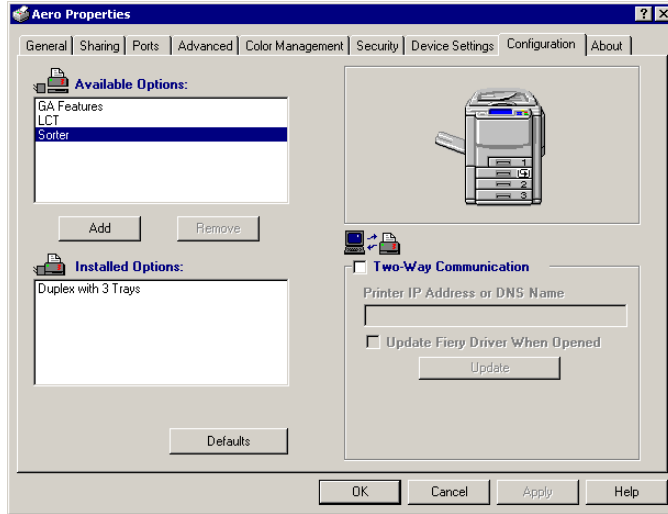 Aero Properties
General Sharing Ports Advanced Color Management Security Device Settings Configuration About
Available Options:
GA Features
LCT
Sorter
Add Remove
Installed Options:
Duplex with 3 Trays
Defaults
1
2
3
Two-Way Communication
Printer IP Address or DNS Name
Update Fiery Driver When Opened
Update
OK Cancel Apply Help